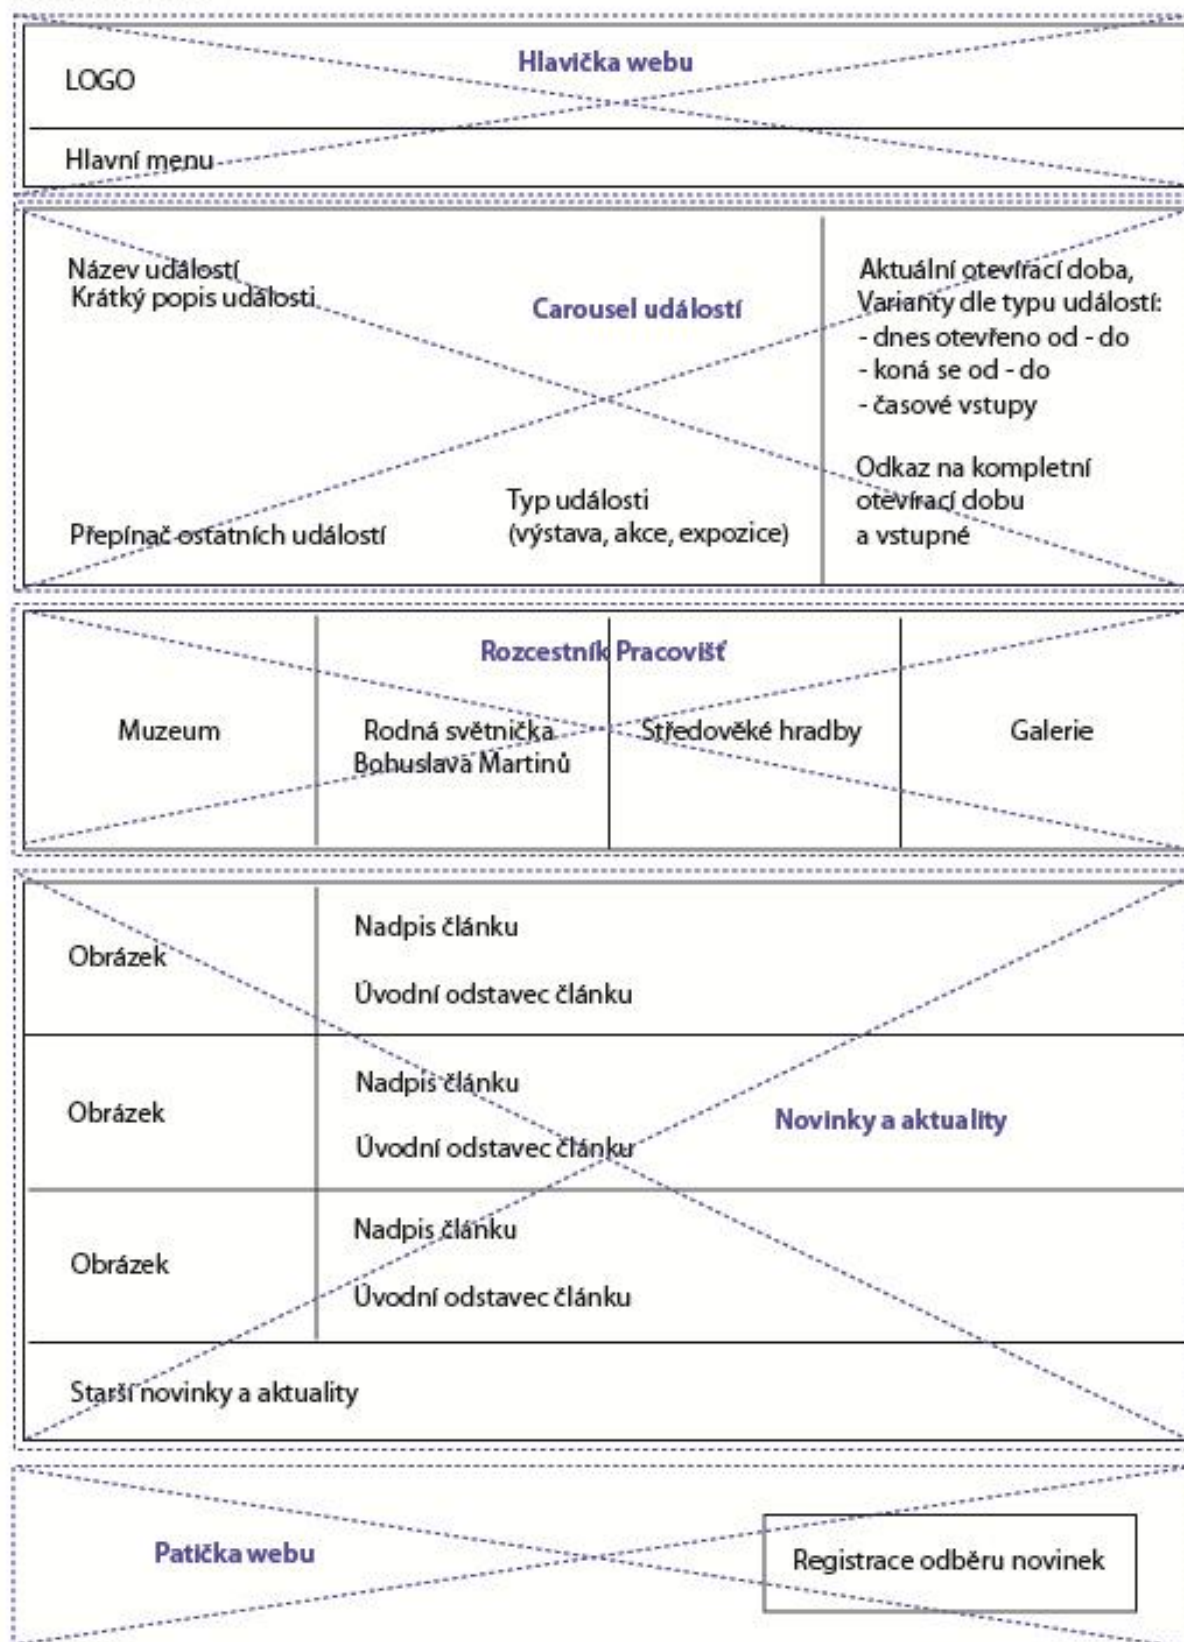 Hlavička webu
LOGO
Hlavní menu
Název událostí
Krátký popis události
Carousel událostí
Přepínač ostatních událostí
Typ události
(výstava, akce, expozice)
Aktuální otevírací doba,
Varianty dle typu událostí:
- dnes otevřeno od - do
- koná se od - do
- časové vstupy
Odkaz na kompletní
otevírací dobu
a vstupné
Rozcestník Pracovišť
Muzeum
Rodná světnička
Bohuslava Martinů
Středověké hradby
Galerie
Obrázek
Nadpis článku
Úvodní odstavec článku
Obrázek
Nadpis článku
Úvodní odstavec článku
Novinky a aktuality
Obrázek
Nadpis článku
Úvodní odstavec článku
Starší novinky a aktuality
Patička webu
Registrace odběru novinek